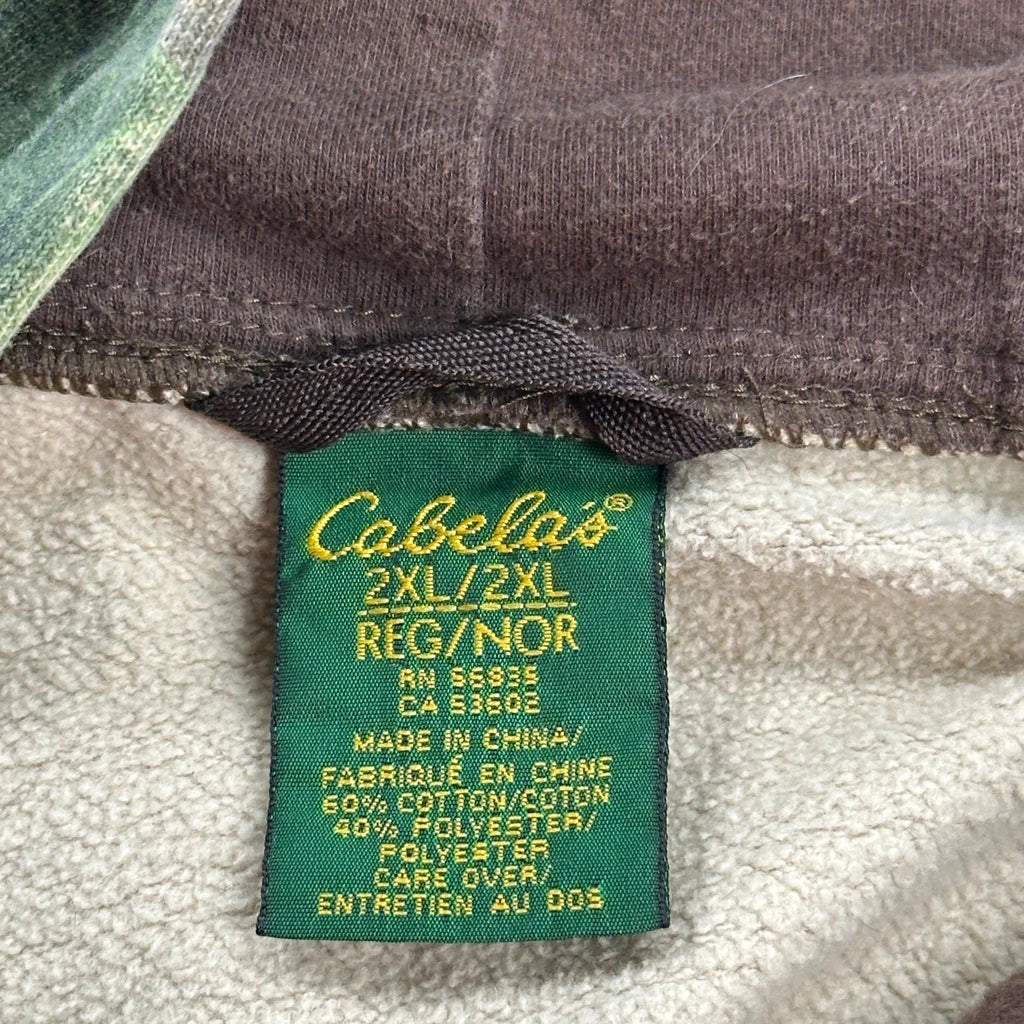 Cabela's®
2XL/2XL
REG/NOR
RN 56835
CA 53602
MADE IN CHINA/
FABRIQUÉ EN CHINE
60% COTTON/COTON
40% POLYESTER/
POLYESTER
CARE OVER/
ENTRETIEN AU DOS